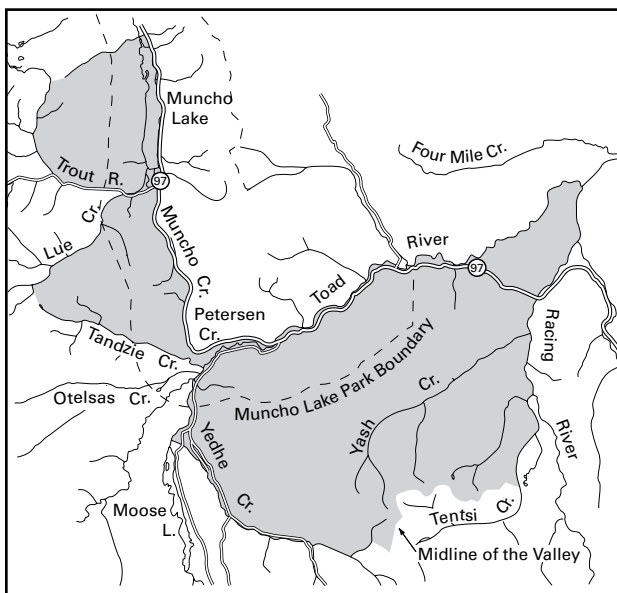 Muncho
Lake
Four Mile Cr.
Trout R.
97
Lue Cr.
Muncho Cr.
River
97
Toad
Petersen
Cr.
Racing
River
Tandzie Cr.
Muncho Lake Park Boundary
Otelsas Cr.
Yash Cr.
Yedhe Cr.
Moose
L.
Tentsi Cr.
Midline of the Valley